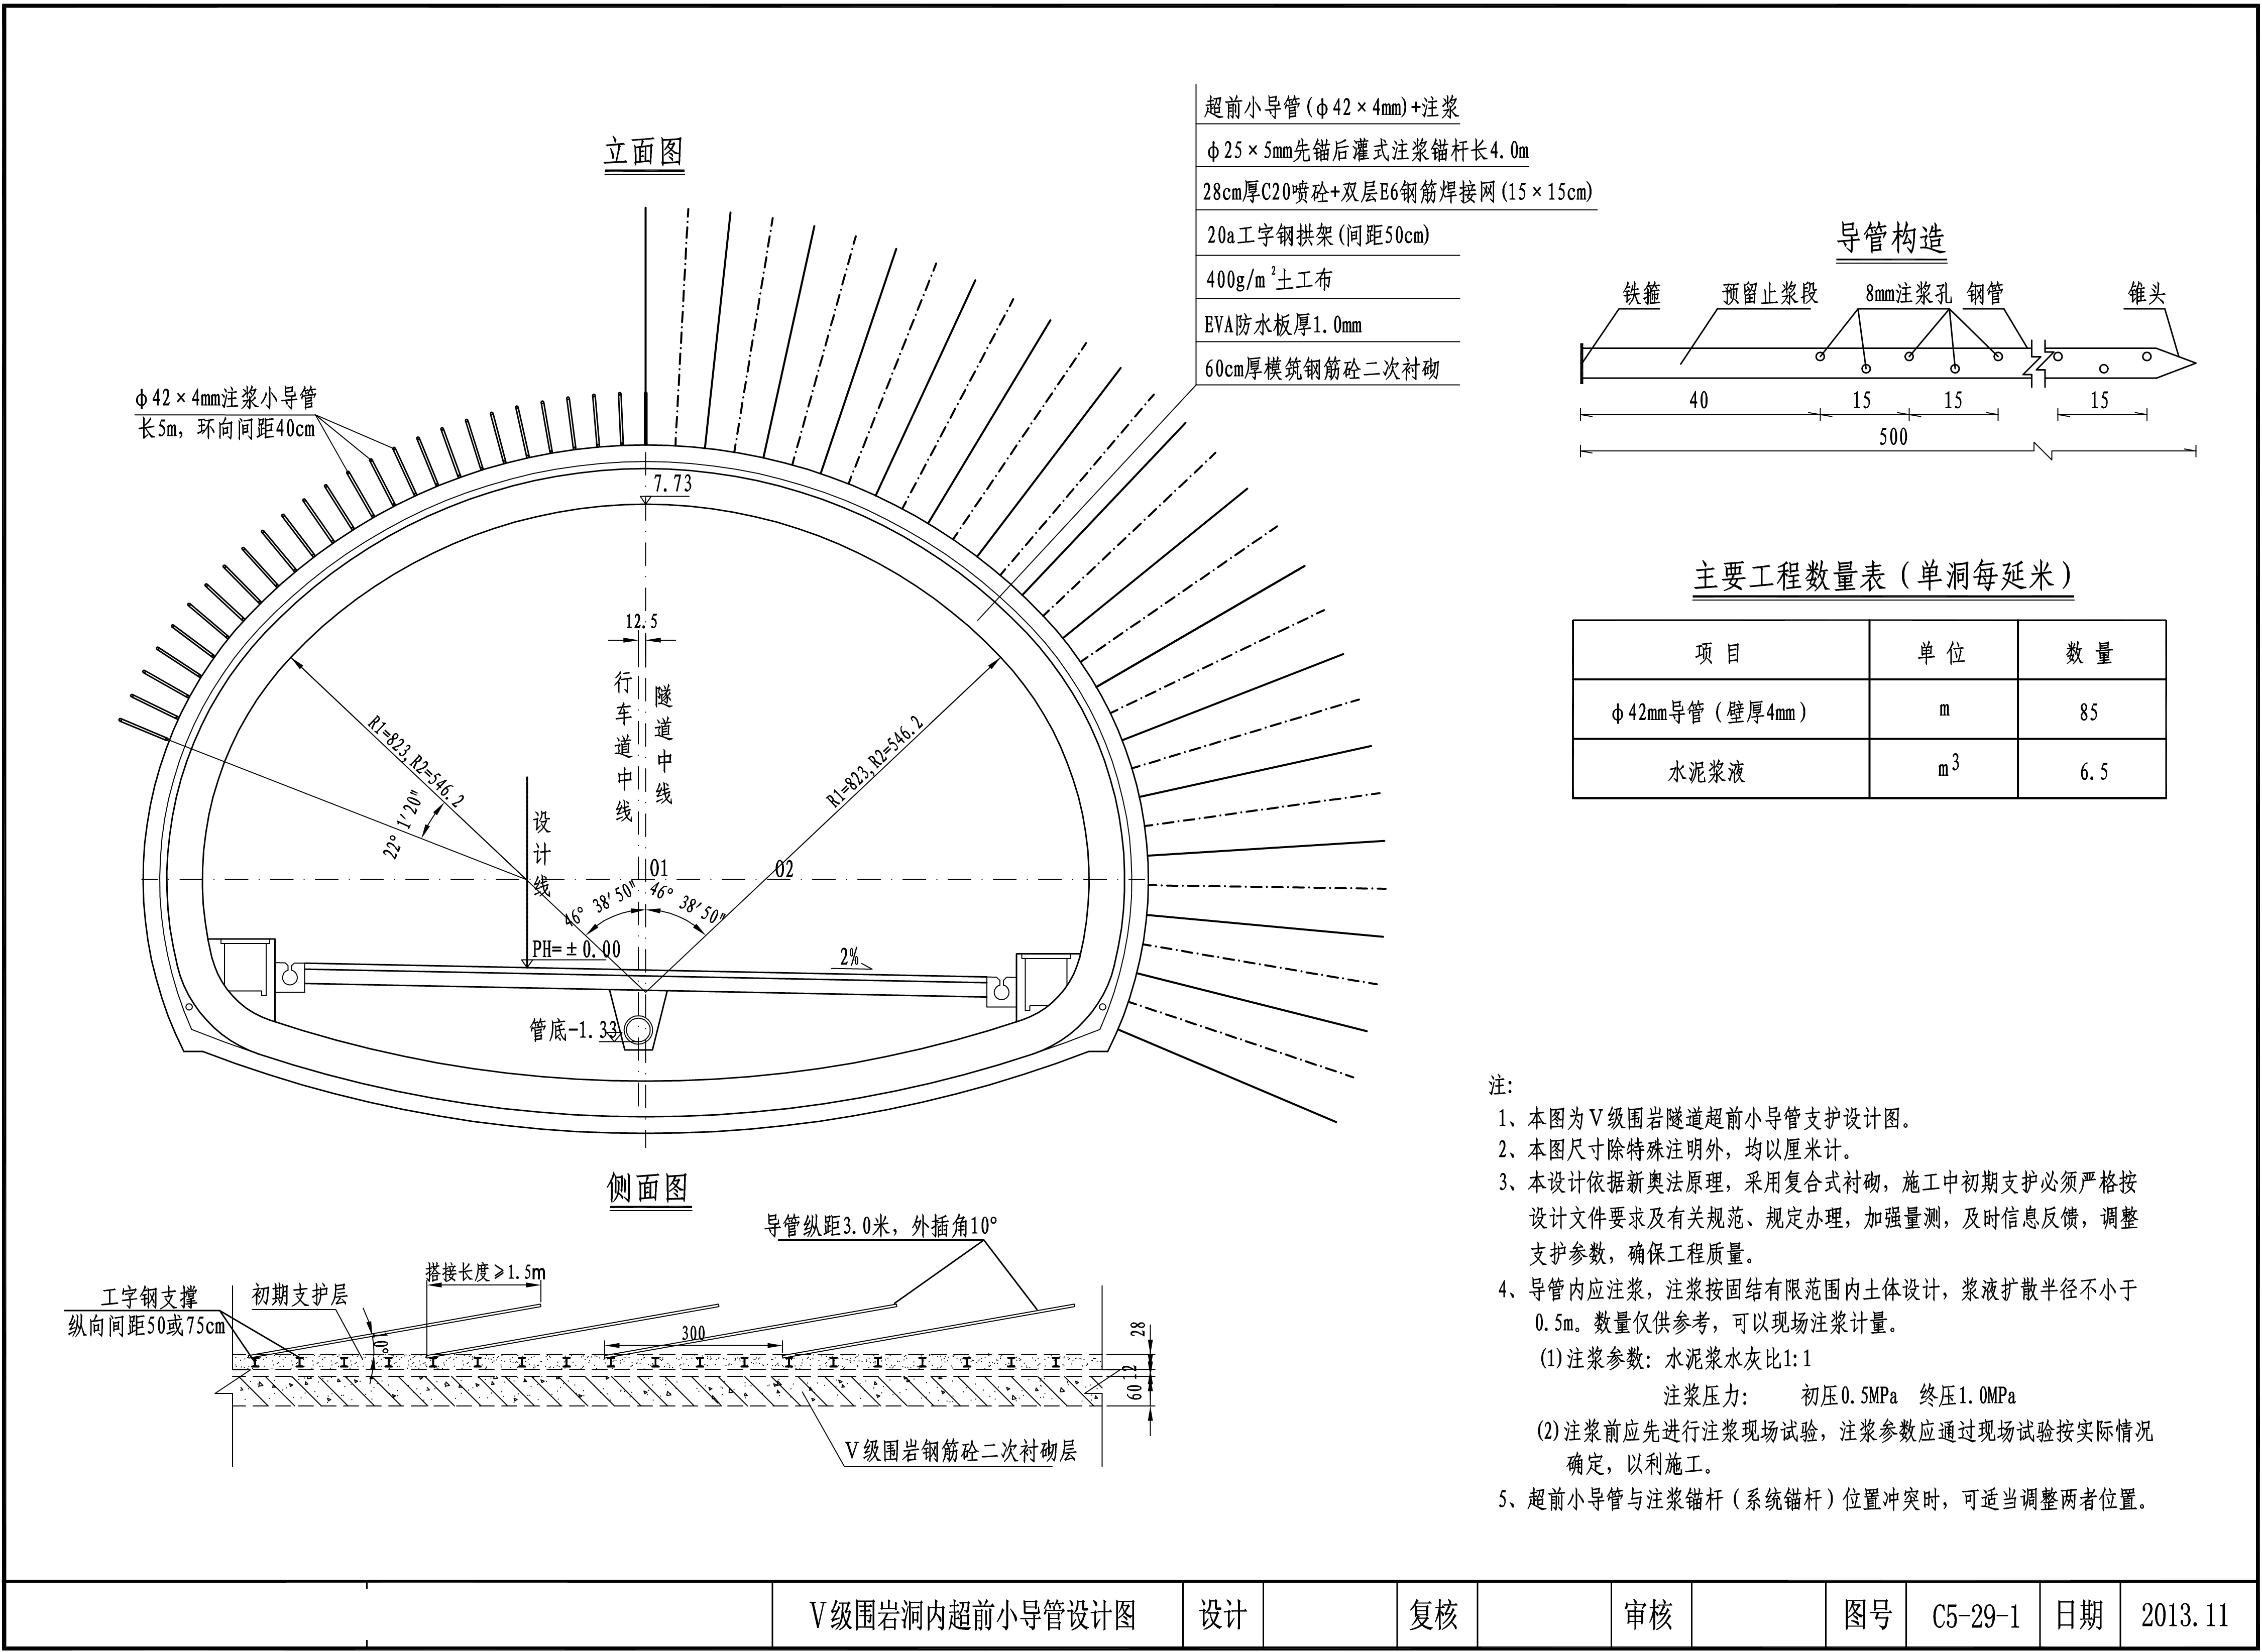 立面图
超前小导管(φ42×4mm)+注浆
φ25×5mm先锚后灌式注浆锚杆长4.0m
28cm厚C20喷砼+双层E6钢筋焊接网(15×15cm)
20a工字钢拱架(间距50cm)
400g/m²土工布
EVA防水板厚1.0mm
60cm厚模筑钢筋砼二次衬砌
φ42×4mm注浆小导管
长5m，环向间距40cm
7.73
12.5
行车道中线
隧道中线
R1=823,R2=546.2
R1=823,R2=546.2
22° 1'20"
设计线
O1
O2
46° 38'50"
46° 38'50"
PH=±0.00
2%
管底-1.33
导管构造
铁箍
预留止浆段
8mm注浆孔
钢管
锥头
40
15
15
15
500
主要工程数量表（单洞每延米）
项 目 单 位 数 量
φ42mm导管（壁厚4mm） m 85
水泥浆液 m³ 6.5
侧面图
导管纵距3.0米，外插角10°
搭接长度≥1.5m
工字钢支撑
纵向间距50或75cm
初期支护层
10°
300
28
12
60
Ⅴ级围岩钢筋砼二次衬砌层
注:
1、本图为Ⅴ级围岩隧道超前小导管支护设计图。
2、本图尺寸除特殊注明外，均以厘米计。
3、本设计依据新奥法原理，采用复合式衬砌，施工中初期支护必须严格按
设计文件要求及有关规范、规定办理，加强量测，及时信息反馈，调整
支护参数，确保工程质量。
4、导管内应注浆，注浆按固结有限范围内土体设计，浆液扩散半径不小于
0.5m。数量仅供参考，可以现场注浆计量。
(1)注浆参数：水泥浆水灰比1:1
注浆压力： 初压0.5MPa 终压1.0MPa
(2)注浆前应先进行注浆现场试验，注浆参数应通过现场试验按实际情况
确定，以利施工。
5、超前小导管与注浆锚杆（系统锚杆）位置冲突时，可适当调整两者位置。
Ⅴ级围岩洞内超前小导管设计图 设计 复核 审核 图号 C5-29-1 日期 2013.11